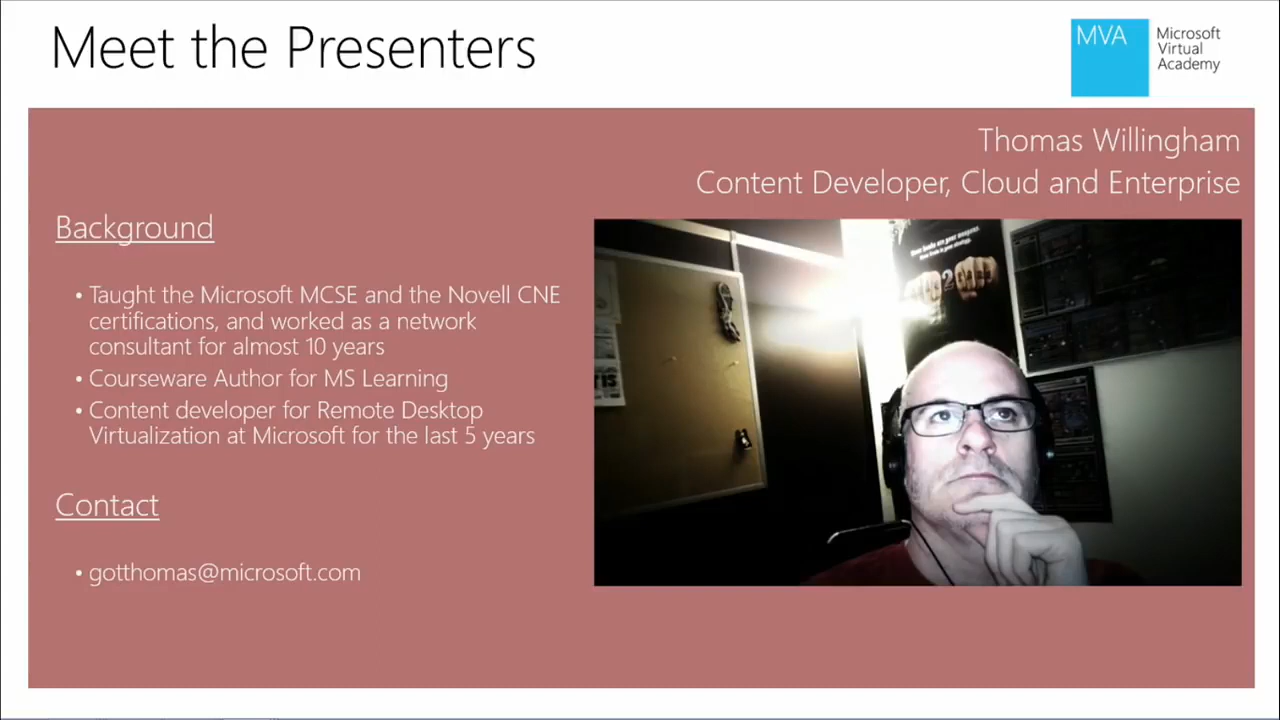 Meet the Presenters
MVA
Microsoft
Virtual
Academy
Thomas Willingham
Content Developer, Cloud and Enterprise
Background
• Taught the Microsoft MCSE and the Novell CNE
certifications, and worked as a network
consultant for almost 10 years
• Courseware Author for MS Learning
• Content developer for Remote Desktop
Virtualization at Microsoft for the last 5 years
Contact
• gotthomas@microsoft.com